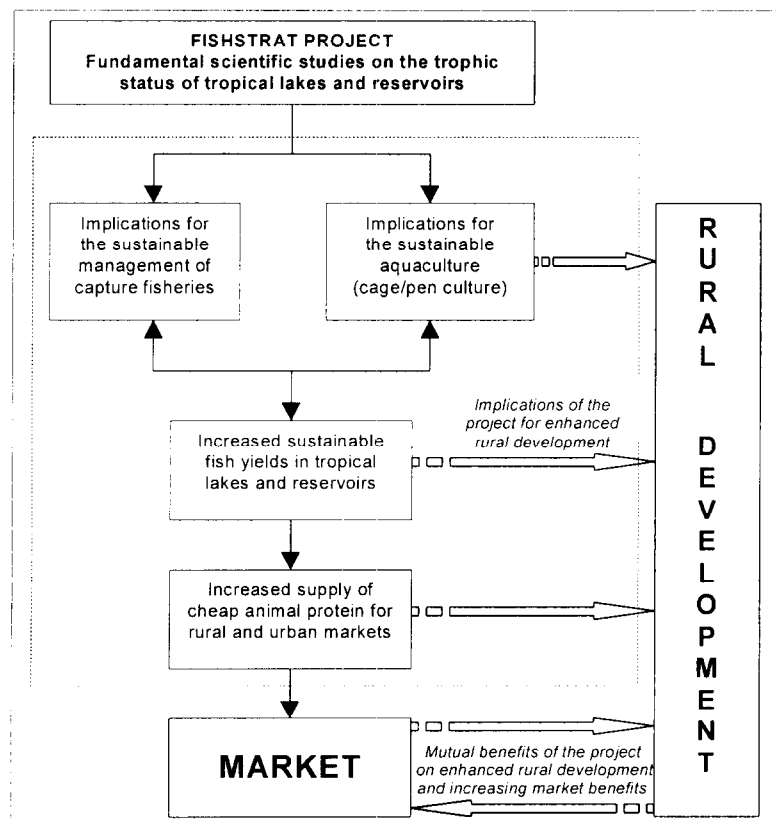 FISHSTRAT PROJECT
Fundamental scientific studies on the trophic
status of tropical lakes and reservoirs
Implications for
the sustainable
management of
capture fisheries
Implications for
the sustainable
aquaculture
(cage/pen culture)
Implications of the
project for enhanced
rural development
Increased sustainable
fish yields in tropical
lakes and reservoirs
Increased supply of
cheap animal protein for
rural and urban markets
MARKET
Mutual benefits of the project
on enhanced rural development
and increasing market benefits
RURAL DEVELOPMENT